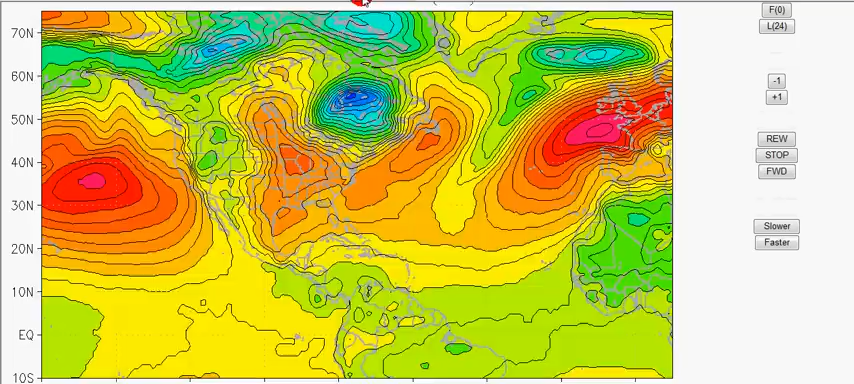 F(0)
L(24)
-1
+1
REW
STOP
FWD
Slower
Faster
70N
60N
50N
40N
30N
20N
10N
EQ
10S